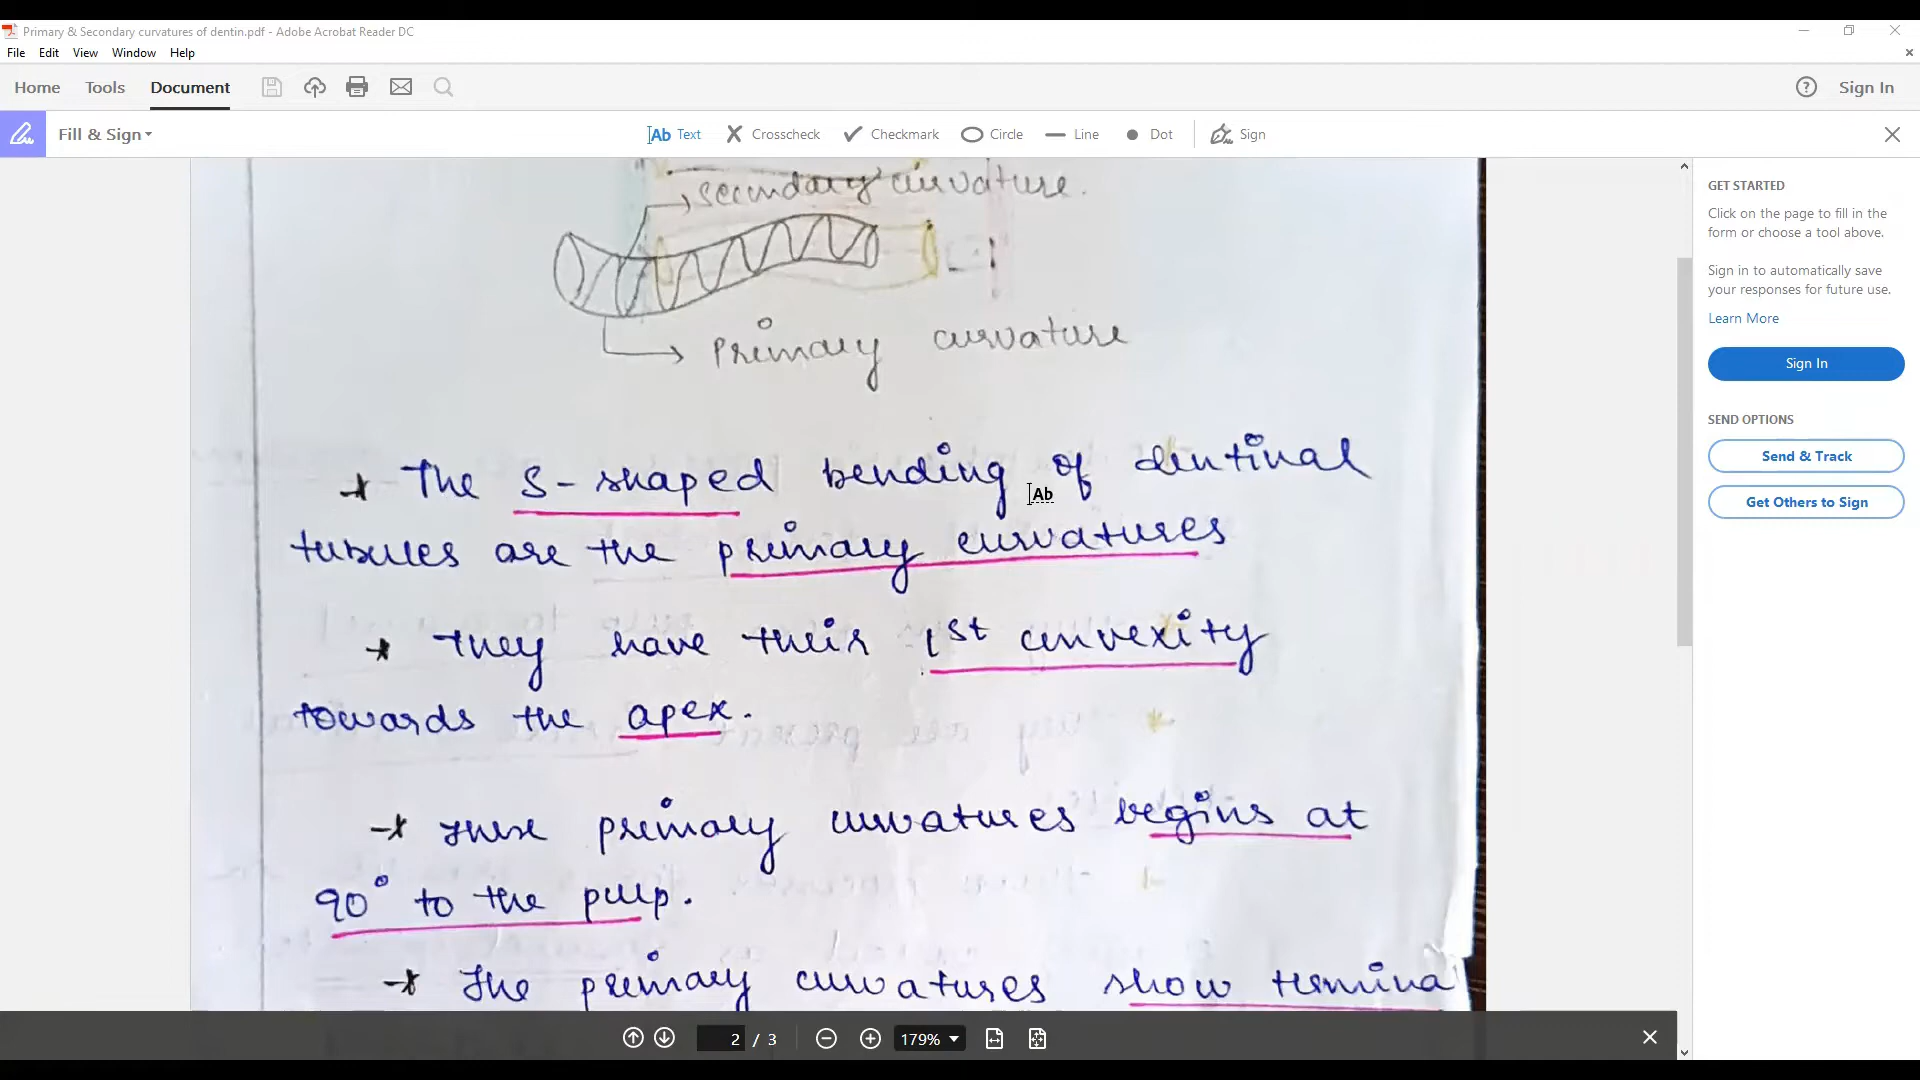 Primary & Secondary curvatures of dentin.pdf - Adobe Acrobat Reader DC
File Edit View Window Help
Home Tools Document Sign In
Fill & Sign Ab Text Crosscheck Checkmark Circle Line Dot Sign
secondary curvature.
primary curvature
The S-shaped bending of dentinal
Ab
tubules are the primary curvatures
They have their 1st convexity
towards the apex.
These primary curvatures begins at
90° to the pulp.
The primary curvatures show termina
GET STARTED
Click on the page to fill in the
form or choose a tool above.
Sign in to automatically save
your responses for future use.
Learn More
Sign In
SEND OPTIONS
Send & Track
Get Others to Sign
2 / 3 179%